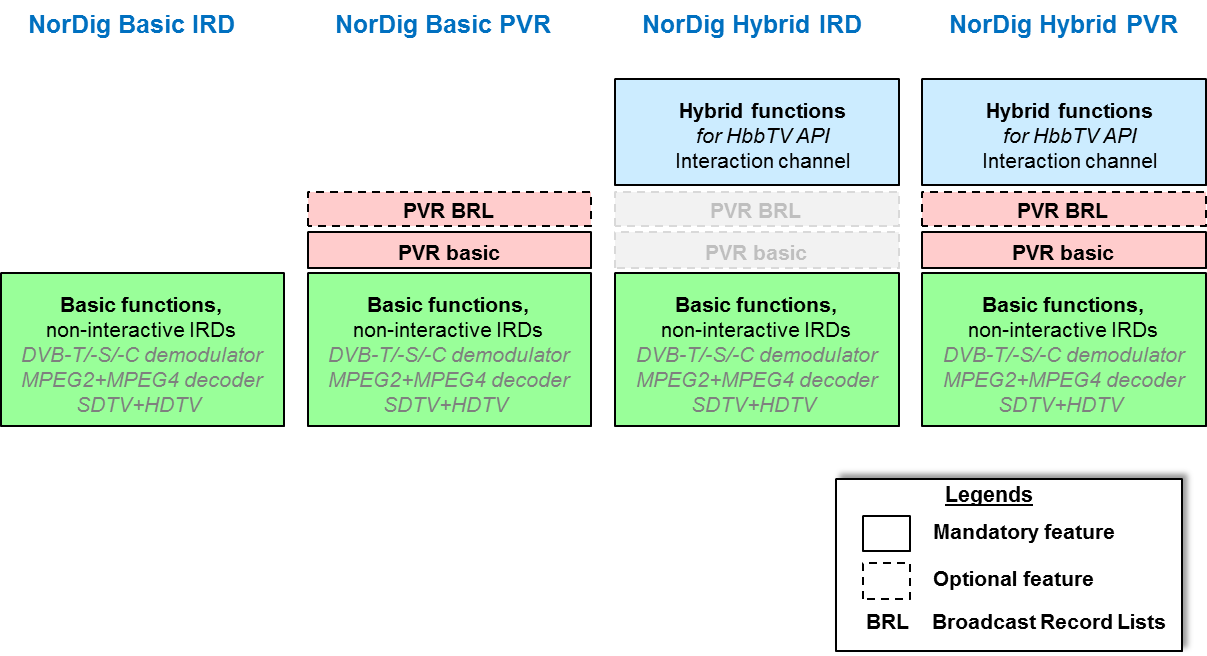 NorDig Basic IRD
NorDig Basic PVR
NorDig Hybrid IRD
NorDig Hybrid PVR
Hybrid functions
for HbbTV API
Interaction channel
Hybrid functions
for HbbTV API
Interaction channel
PVR BRL
PVR BRL
PVR BRL
PVR basic
PVR basic
PVR basic
Basic functions,
non-interactive IRDs
DVB-T/-S/-C demodulator
MPEG2+MPEG4 decoder
SDTV+HDTV
Basic functions,
non-interactive IRDs
DVB-T/-S/-C demodulator
MPEG2+MPEG4 decoder
SDTV+HDTV
Basic functions,
non-interactive IRDs
DVB-T/-S/-C demodulator
MPEG2+MPEG4 decoder
SDTV+HDTV
Basic functions,
non-interactive IRDs
DVB-T/-S/-C demodulator
MPEG2+MPEG4 decoder
SDTV+HDTV
Legends
Mandatory feature
Optional feature
BRL Broadcast Record Lists